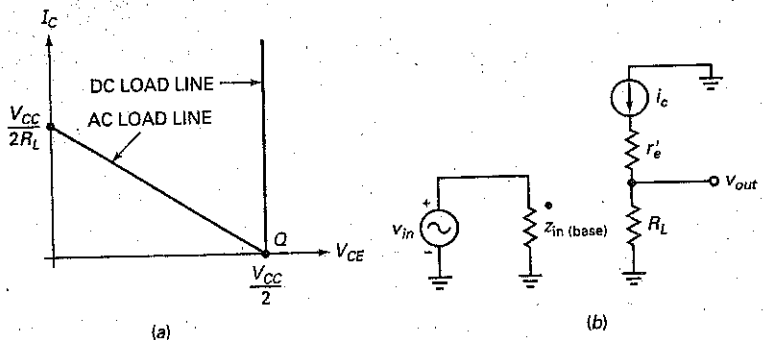 I_C
DC LOAD LINE
AC LOAD LINE
V_CC
2R_L
Q
V_CE
V_CC
2
(a)
i_c
r'_e
v_out
+
v_in
-
z_in (base)
R_L
(b)